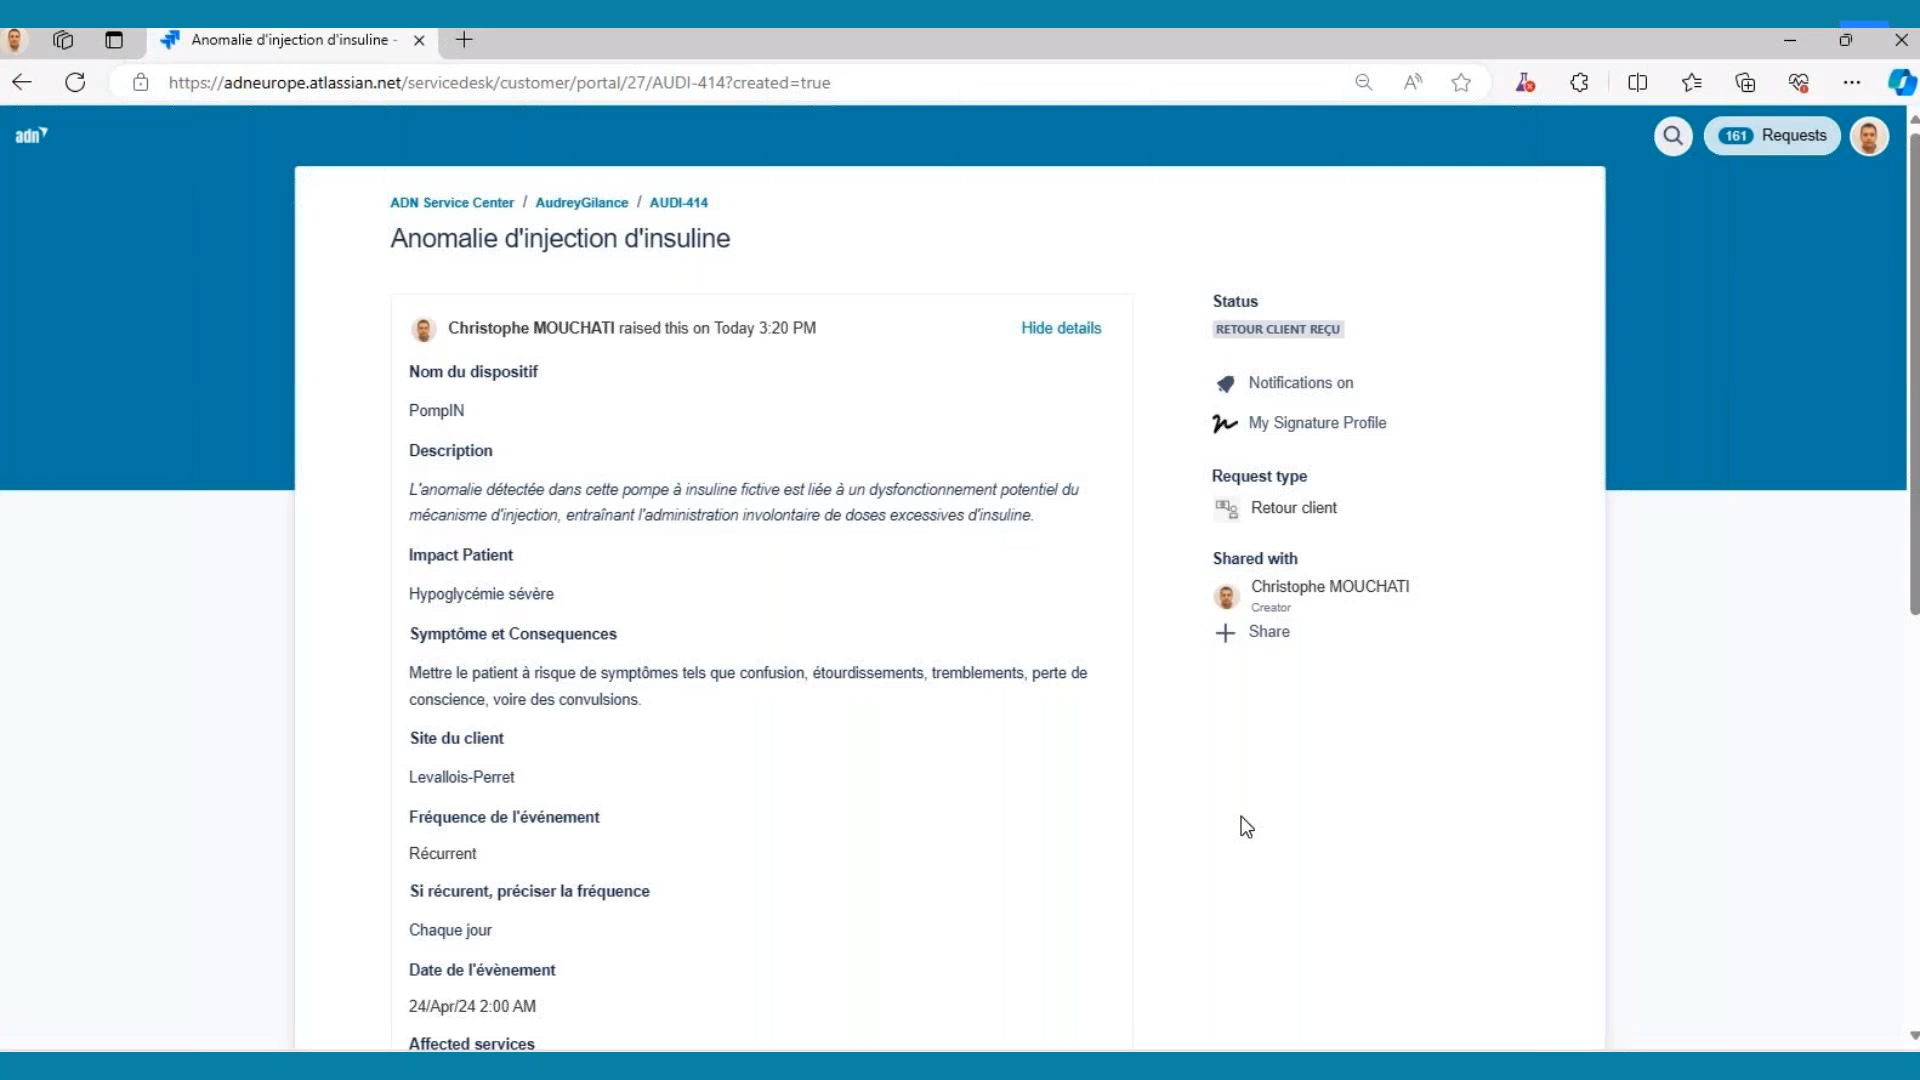 Anomalie d'injection d'insuline -
https://adneurope.atlassian.net/servicedesk/customer/portal/27/AUDI-414?created=true
adn
161 Requests
ADN Service Center / AudreyGilance / AUDI-414
Anomalie d'injection d'insuline
Christophe MOUCHATI raised this on Today 3:20 PM
Hide details
Nom du dispositif
PompIN
Description
L'anomalie détectée dans cette pompe à insuline fictive est liée à un dysfonctionnement potentiel du
mécanisme d'injection, entraînant l'administration involontaire de doses excessives d'insuline.
Impact Patient
Hypoglycémie sévère
Symptôme et Consequences
Mettre le patient à risque de symptômes tels que confusion, étourdissements, tremblements, perte de
conscience, voire des convulsions.
Site du client
Levallois-Perret
Fréquence de l'événement
Récurrent
Si récurent, préciser la fréquence
Chaque jour
Date de l'évènement
24/Apr/24 2:00 AM
Affected services
Status
RETOUR CLIENT REÇU
Notifications on
My Signature Profile
Request type
Retour client
Shared with
Christophe MOUCHATI
Creator
Share